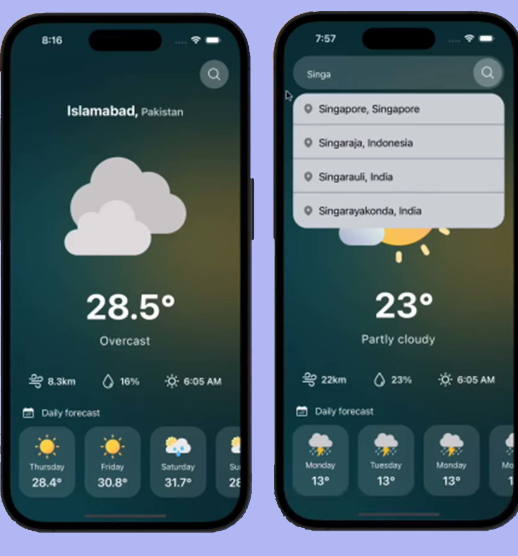 8:16
Islamabad, Pakistan
28.5°
Overcast
8.3km 16% 6:05 AM
Daily forecast
Thursday Friday Saturday
28.4° 30.8° 31.7° 28
7:57
Singa
Singapore, Singapore
Singaraja, Indonesia
Singarauli, India
Singarayakonda, India
23°
Partly cloudy
22km 23% 6:05 AM
Daily forecast
Monday Tuesday Monday Mo
13° 13° 13° 1